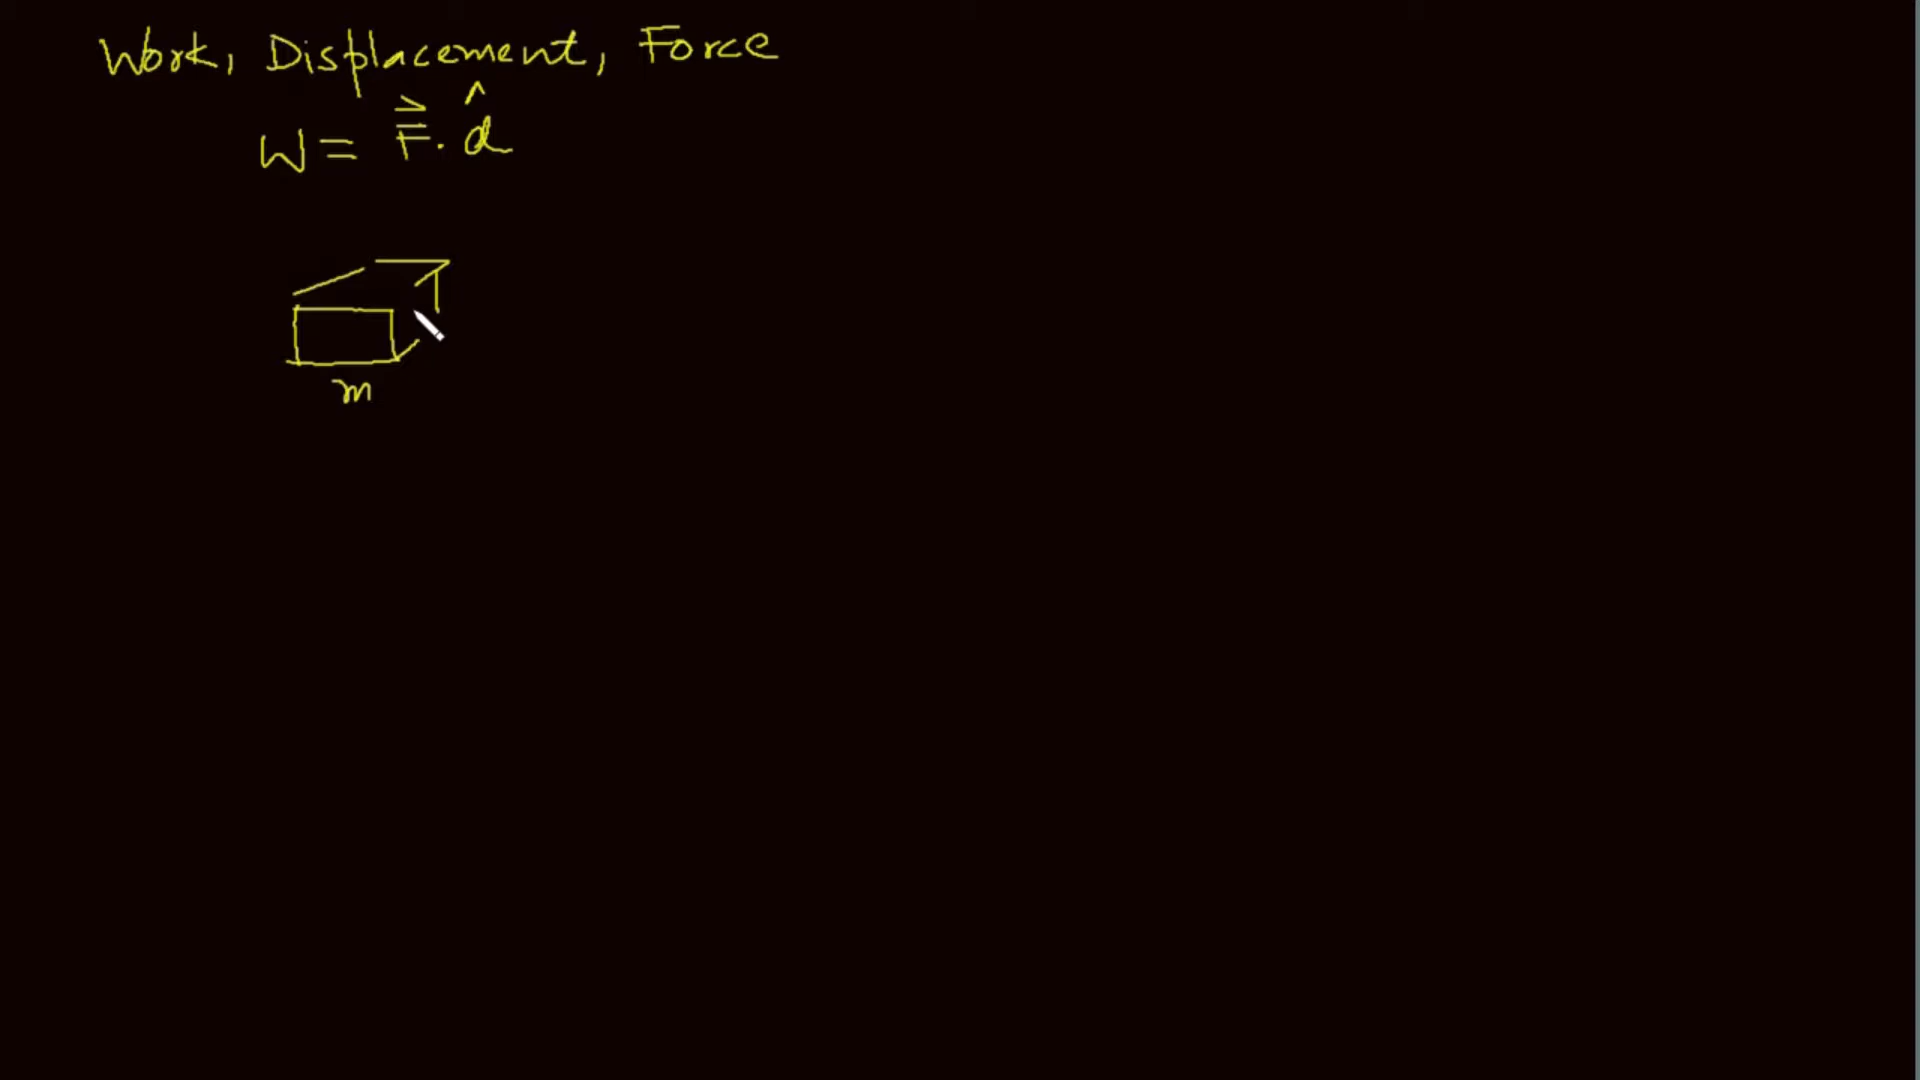 Work, Displacement, Force
W = F⃗ . d̂
m